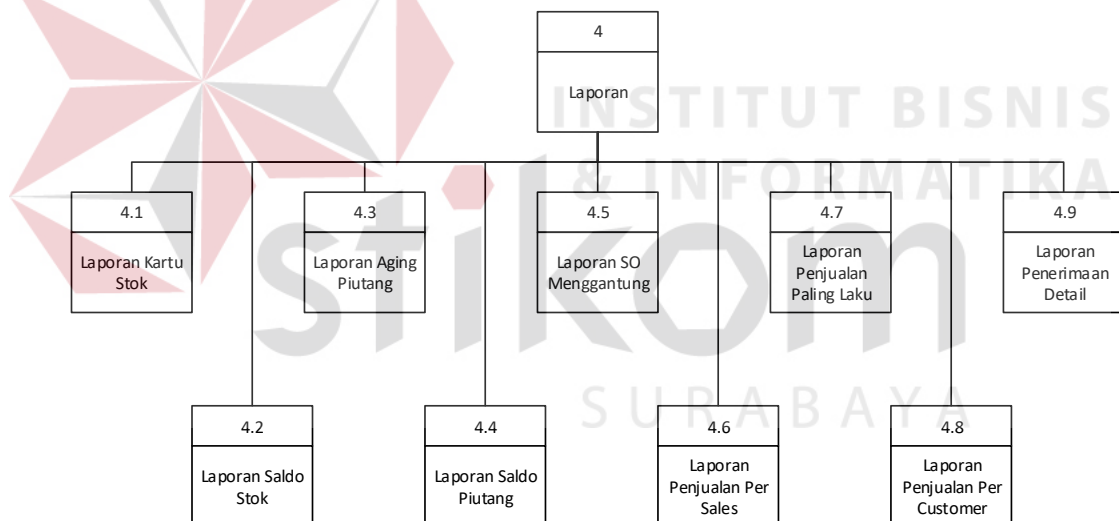 4
Laporan
INSTITUT BISNIS
& INFORMATIKA
stikom
SURABAYA
4.1
Laporan Kartu
Stok
4.3
Laporan Aging
Piutang
4.5
Laporan SO
Menggantung
4.7
Laporan
Penjualan
Paling Laku
4.9
Laporan
Penerimaan
Detail
4.2
Laporan Saldo
Stok
4.4
Laporan Saldo
Piutang
4.6
Laporan
Penjualan Per
Sales
4.8
Laporan
Penjualan Per
Customer